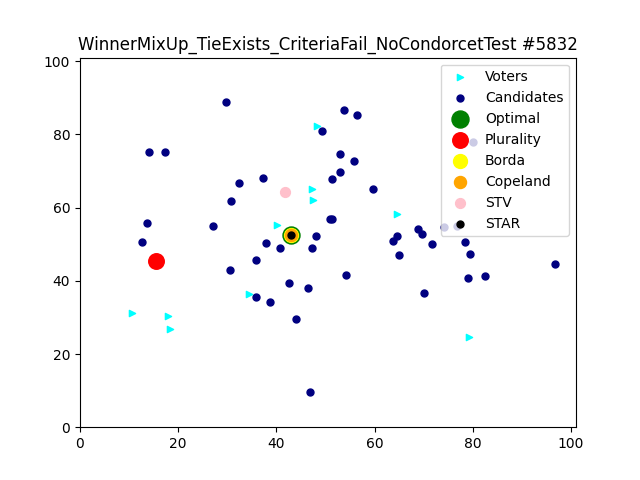 WinnerMixUp_TieExists_CriteriaFail_NoCondorcetTest #5832
100
80
60
40
20
0
0 20 40 60 80 100
Voters
Candidates
Optimal
Plurality
Borda
Copeland
STV
STAR